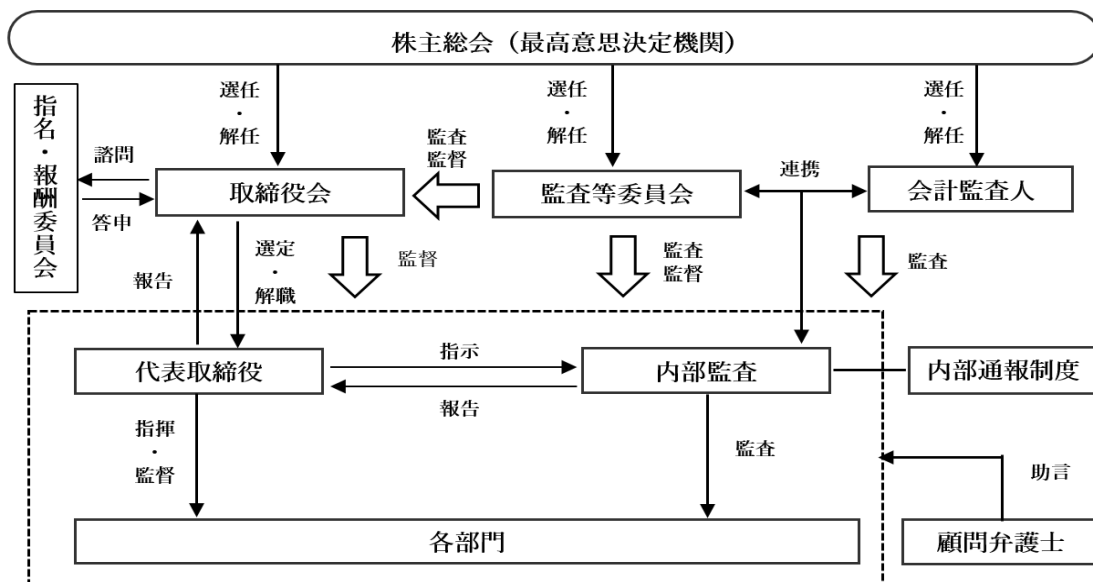 株主総会（最高意思決定機関）
選任
・
解任
選任
・
解任
選任
・
解任
指名・報酬委員会
諮問
答申
取締役会
監査
監督
監査等委員会
連携
会計監査人
報告
選定
・
解職
監督
監査
監督
監査
代表取締役
指示
報告
内部監査
内部通報制度
指揮
・
監督
監査
助言
各部門
顧問弁護士